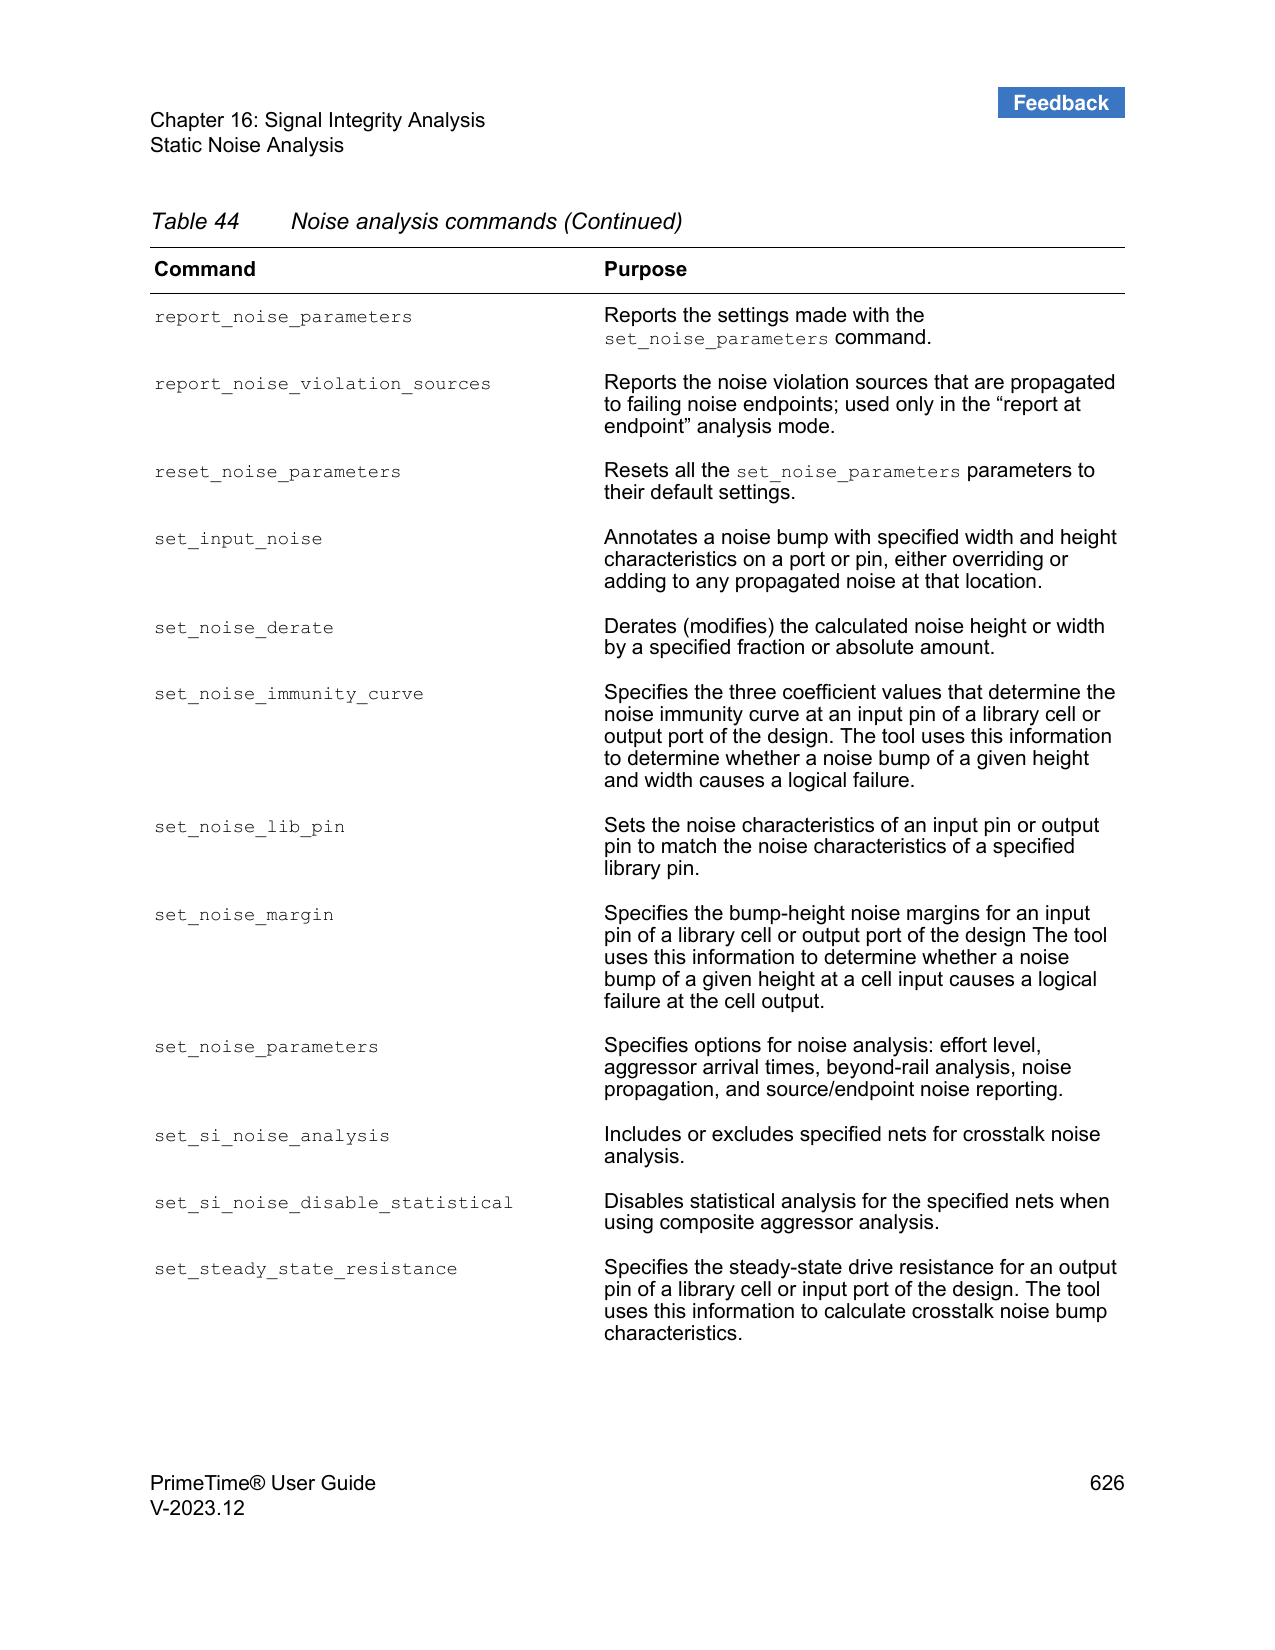 Feedback
Chapter 16: Signal Integrity Analysis
Static Noise Analysis
Table 44 Noise analysis commands (Continued)
Command Purpose
report_noise_parameters Reports the settings made with the
set_noise_parameters command.
report_noise_violation_sources Reports the noise violation sources that are propagated
to failing noise endpoints; used only in the “report at
endpoint” analysis mode.
reset_noise_parameters Resets all the set_noise_parameters parameters to
their default settings.
set_input_noise Annotates a noise bump with specified width and height
characteristics on a port or pin, either overriding or
adding to any propagated noise at that location.
set_noise_derate Derates (modifies) the calculated noise height or width
by a specified fraction or absolute amount.
set_noise_immunity_curve Specifies the three coefficient values that determine the
noise immunity curve at an input pin of a library cell or
output port of the design. The tool uses this information
to determine whether a noise bump of a given height
and width causes a logical failure.
set_noise_lib_pin Sets the noise characteristics of an input pin or output
pin to match the noise characteristics of a specified
library pin.
set_noise_margin Specifies the bump-height noise margins for an input
pin of a library cell or output port of the design The tool
uses this information to determine whether a noise
bump of a given height at a cell input causes a logical
failure at the cell output.
set_noise_parameters Specifies options for noise analysis: effort level,
aggressor arrival times, beyond-rail analysis, noise
propagation, and source/endpoint noise reporting.
set_si_noise_analysis Includes or excludes specified nets for crosstalk noise
analysis.
set_si_noise_disable_statistical Disables statistical analysis for the specified nets when
using composite aggressor analysis.
set_steady_state_resistance Specifies the steady-state drive resistance for an output
pin of a library cell or input port of the design. The tool
uses this information to calculate crosstalk noise bump
characteristics.
PrimeTime® User Guide 626
V-2023.12